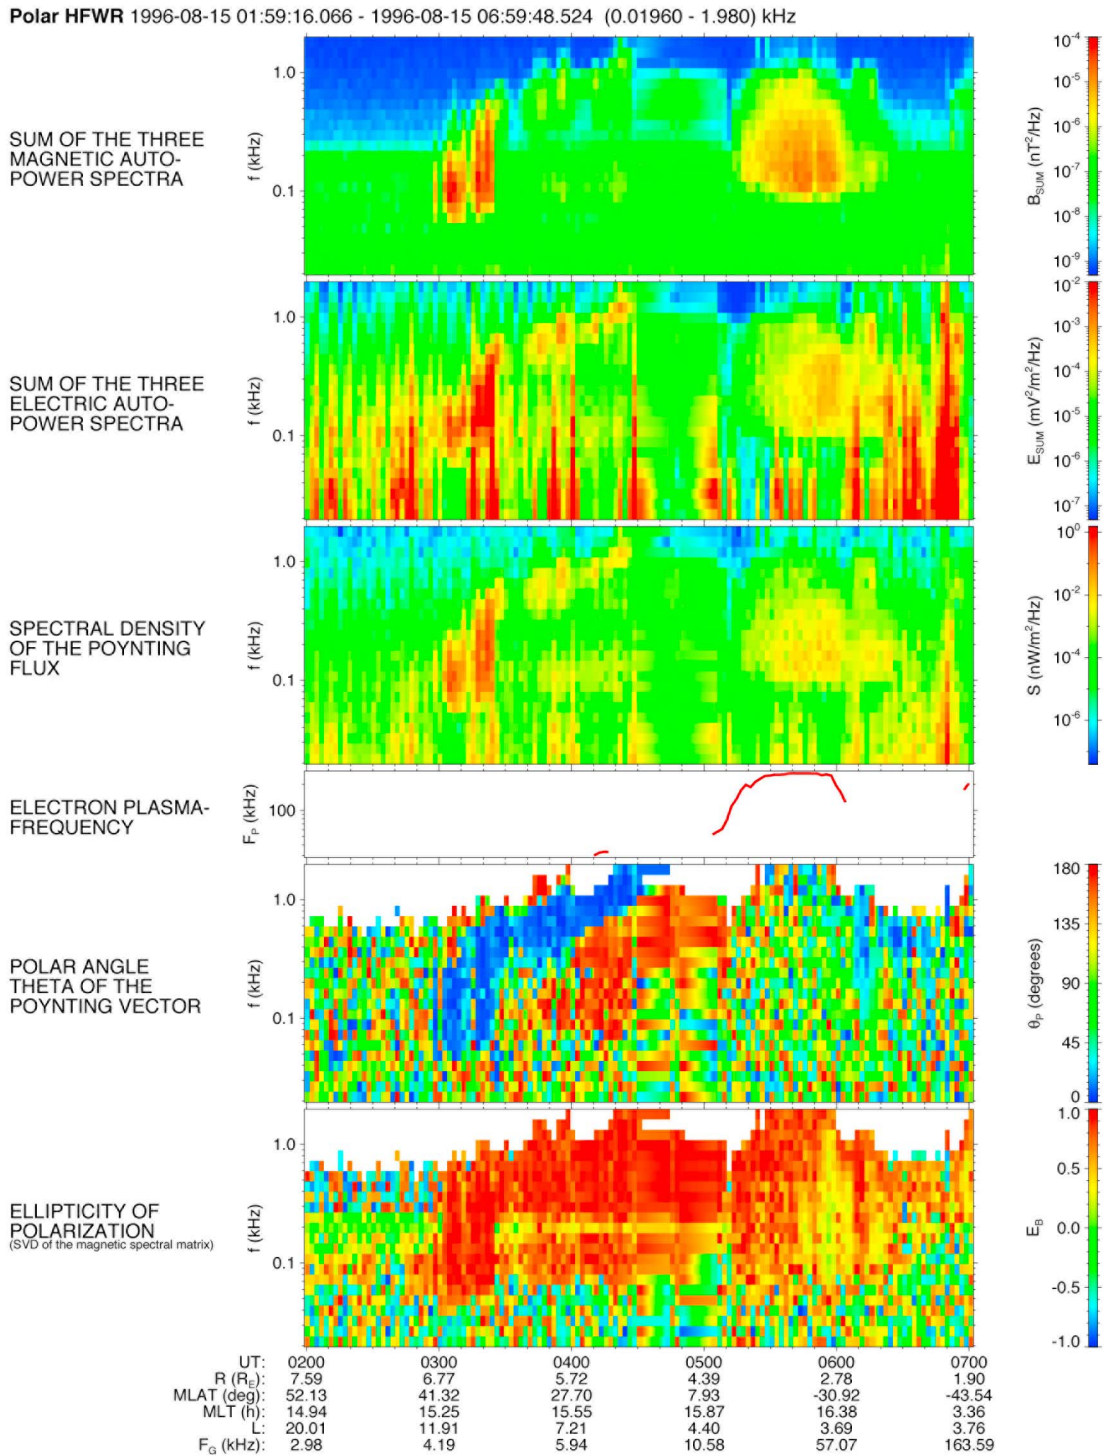 Polar HFWR 1996-08-15 01:59:16.066 - 1996-08-15 06:59:48.524 (0.01960 - 1.980) kHz
SUM OF THE THREE
MAGNETIC AUTO-
POWER SPECTRA
f (kHz)
1.0
0.1
10⁻⁴
10⁻⁵
10⁻⁶
10⁻⁷
10⁻⁸
10⁻⁹
B_SUM (nT²/Hz)
SUM OF THE THREE
ELECTRIC AUTO-
POWER SPECTRA
f (kHz)
1.0
0.1
10⁻²
10⁻³
10⁻⁴
10⁻⁵
10⁻⁶
10⁻⁷
E_SUM (mV²/m²/Hz)
SPECTRAL DENSITY
OF THE POYNTING
FLUX
f (kHz)
1.0
0.1
10⁰
10⁻²
10⁻⁴
10⁻⁶
S (nW/m²/Hz)
ELECTRON PLASMA-
FREQUENCY
F_P (kHz)
100
POLAR ANGLE
THETA OF THE
POYNTING VECTOR
f (kHz)
1.0
0.1
180
135
90
45
0
θ_P (degrees)
ELLIPTICITY OF
POLARIZATION
(SVD of the magnetic spectral matrix)
f (kHz)
1.0
0.1
1.0
0.5
0.0
-0.5
-1.0
E_B
UT: 0200 0300 0400 0500 0600 0700
R (R_E): 7.59 6.77 5.72 4.39 2.78 1.90
MLAT (deg): 52.13 41.32 27.70 7.93 -30.92 -43.54
MLT (h): 14.94 15.25 15.55 15.87 16.38 3.36
L: 20.01 11.91 7.21 4.40 3.69 3.76
F_G (kHz): 2.98 4.19 5.94 10.58 57.07 163.59